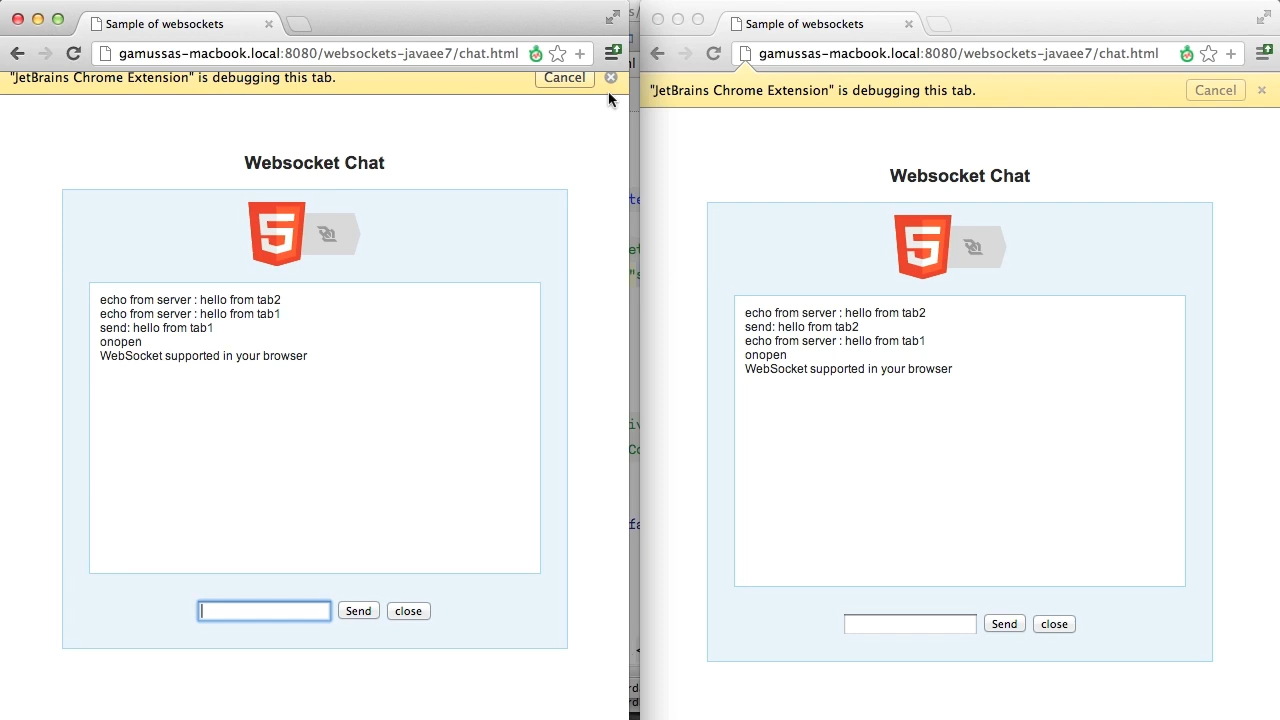 Sample of websockets
gamussas-macbook.local:8080/websockets-javaee7/chat.html
"JetBrains Chrome Extension" is debugging this tab.
Cancel
Websocket Chat
5
echo from server : hello from tab2
echo from server : hello from tab1
send: hello from tab1
onopen
WebSocket supported in your browser
Send close
Sample of websockets
gamussas-macbook.local:8080/websockets-javaee7/chat.html
"JetBrains Chrome Extension" is debugging this tab.
Cancel
Websocket Chat
5
echo from server : hello from tab2
send: hello from tab2
echo from server : hello from tab1
onopen
WebSocket supported in your browser
Send close